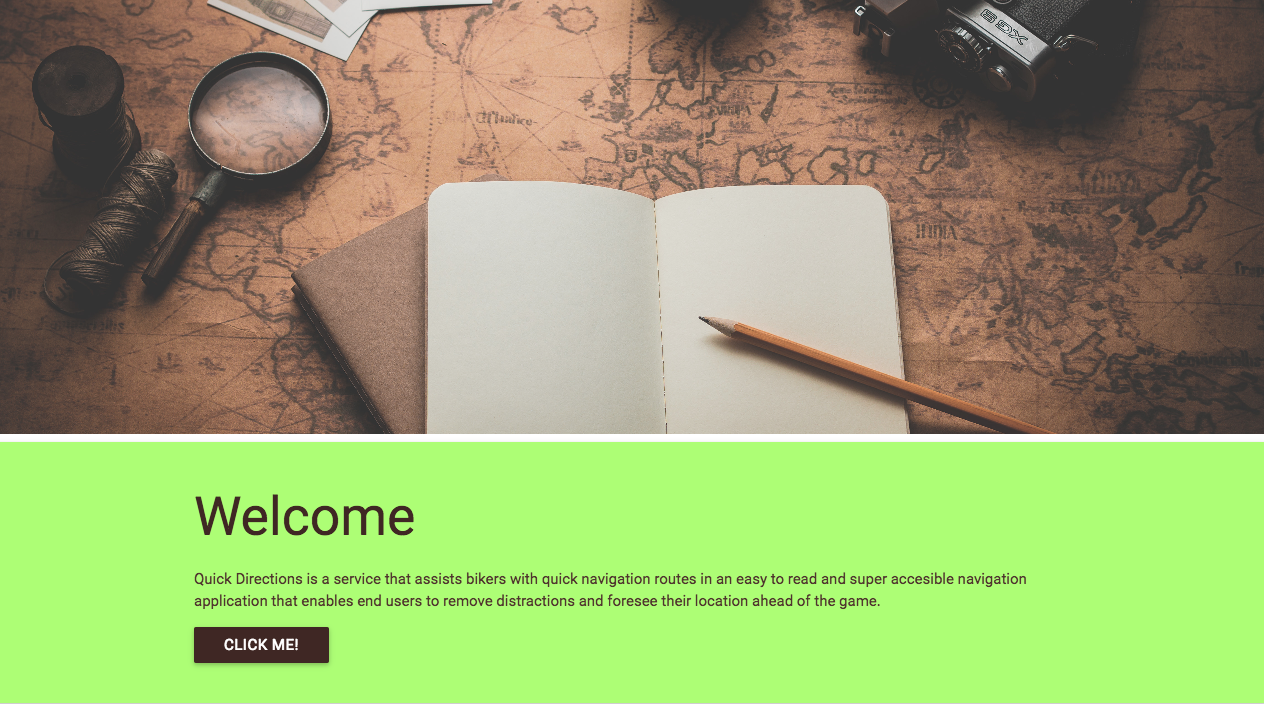 G
XGB
INDIA
Welcome
Quick Directions is a service that assists bikers with quick navigation routes in an easy to read and super accesible navigation
application that enables end users to remove distractions and foresee their location ahead of the game.
CLICK ME!